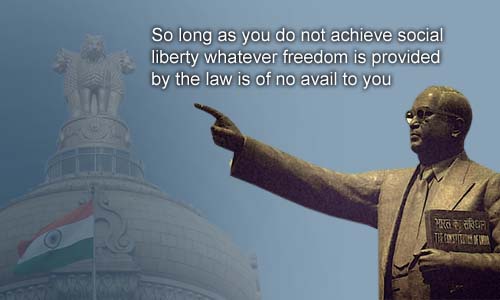 So long as you do not achieve social
liberty whatever freedom is provided
by the law is of no avail to you
भारत का संविधान
THE CONSTITUTION OF INDIA